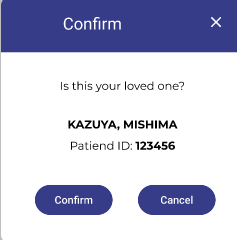 Confirm
Is this your loved one?
KAZUYA, MISHIMA
Patiend ID: 123456
Confirm
Cancel